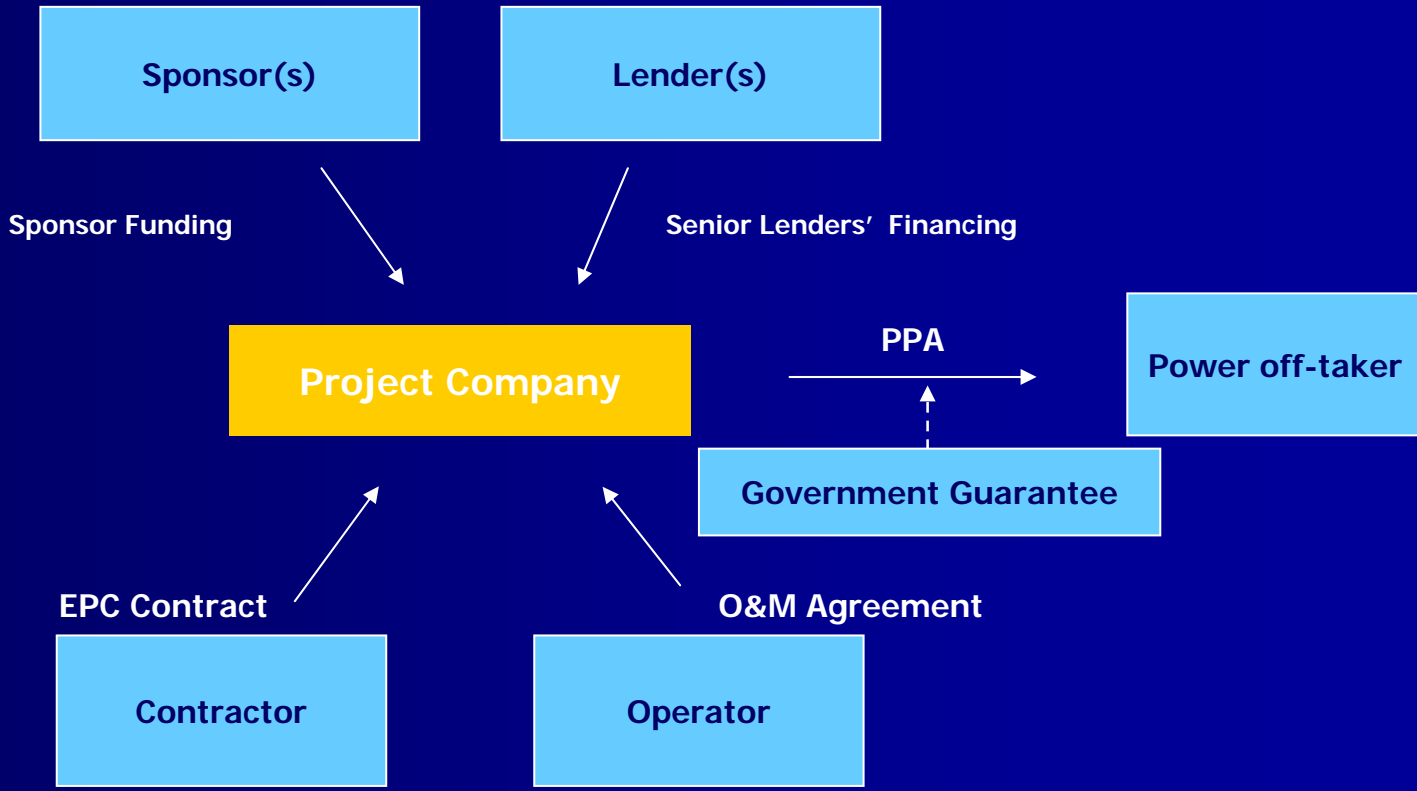 Sponsor(s)
Lender(s)
Sponsor Funding
Senior Lenders’ Financing
PPA
Project Company
Power off-taker
Government Guarantee
EPC Contract
O&M Agreement
Contractor
Operator